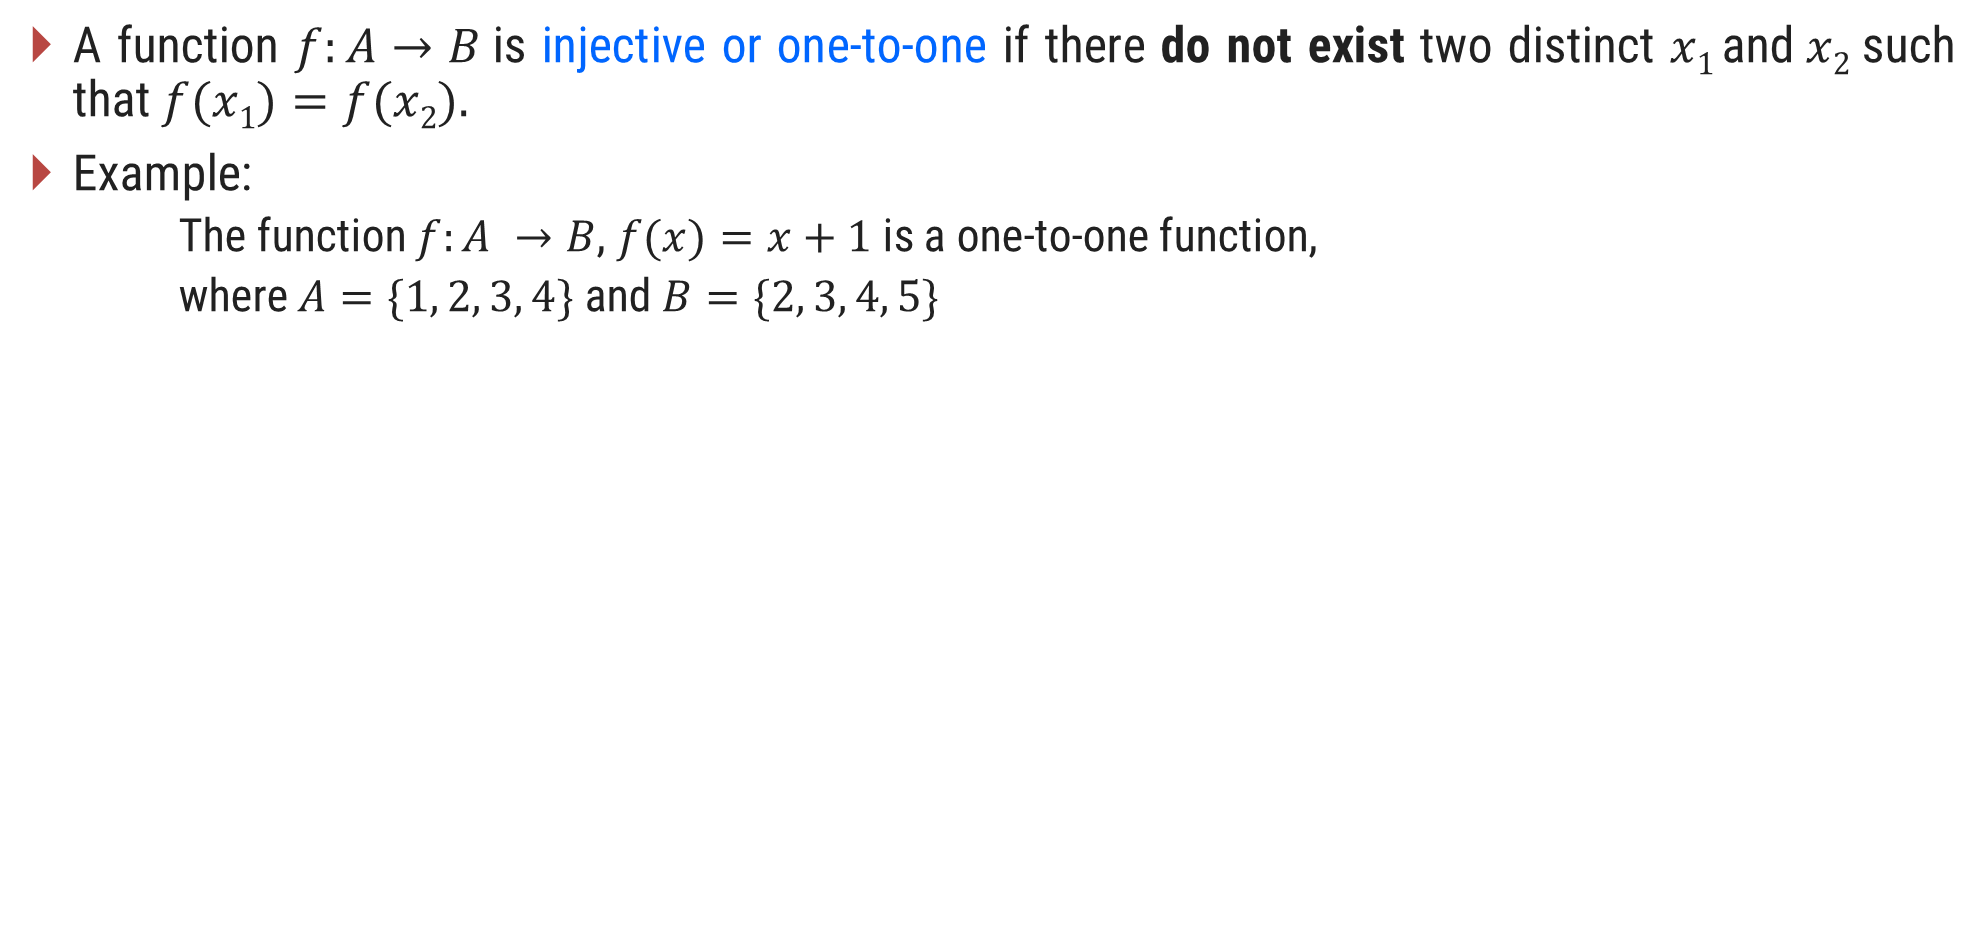 A function f: A → B is injective or one-to-one if there do not exist two distinct x₁ and x₂ such
that f(x₁) = f(x₂).
Example:
The function f: A → B, f(x) = x + 1 is a one-to-one function,
where A = {1, 2, 3, 4} and B = {2, 3, 4, 5}